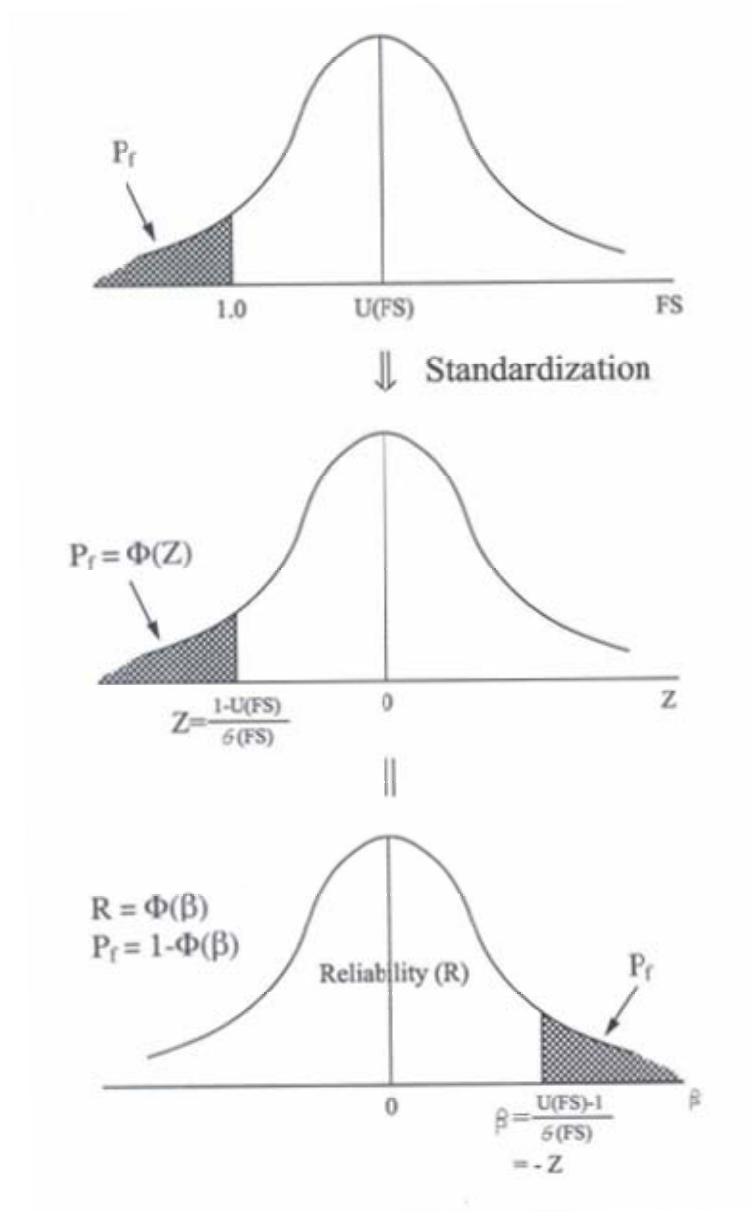 Pf
1.0 U(FS) FS
⇓ Standardization
Pf = Φ(Z)
0 Z
Z= 1-U(FS) / σ(FS)
||
R = Φ(β)
Pf = 1-Φ(β)
Reliability (R)
Pf
0 β
β = U(FS)-1 / σ(FS)
= - Z